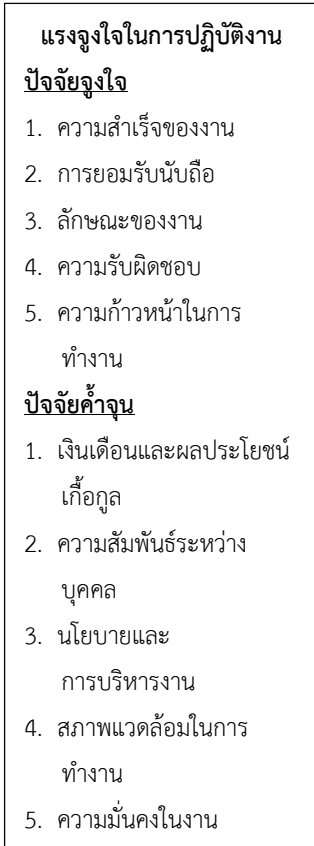 แรงจูงใจในการปฏิบัติงาน
ปัจจัยจูงใจ
1. ความสำเร็จของงาน
2. การยอมรับนับถือ
3. ลักษณะของงาน
4. ความรับผิดชอบ
5. ความก้าวหน้าในการ
ทำงาน
ปัจจัยค้ำจุน
1. เงินเดือนและผลประโยชน์
เกื้อกูล
2. ความสัมพันธ์ระหว่าง
บุคคล
3. นโยบายและ
การบริหารงาน
4. สภาพแวดล้อมในการ
ทำงาน
5. ความมั่นคงในงาน